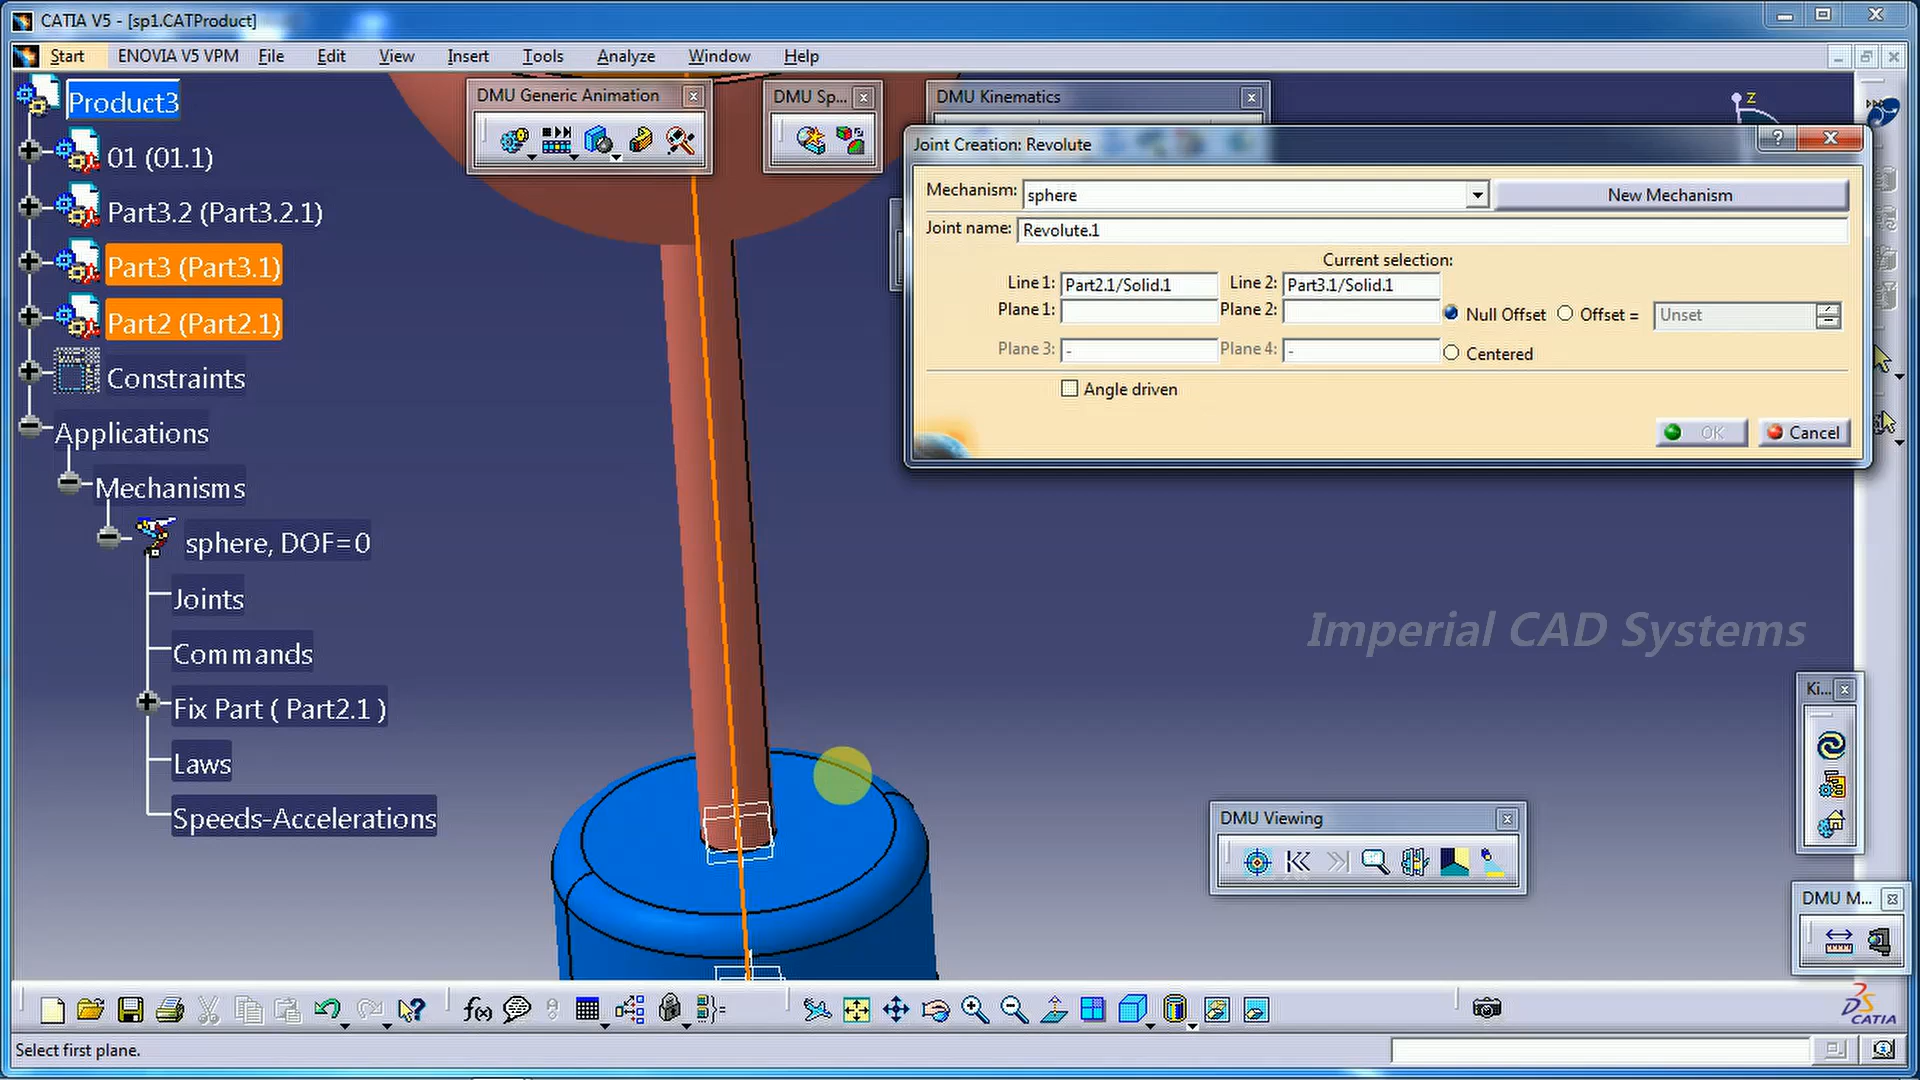 CATIA V5 - [sp1.CATProduct]
Start ENOVIA V5 VPM File Edit View Insert Tools Analyze Window Help
Product3
01 (01.1)
Part3.2 (Part3.2.1)
Part3 (Part3.1)
Part2 (Part2.1)
Constraints
Applications
Mechanisms
sphere, DOF=0
Joints
Commands
Fix Part ( Part2.1 )
Laws
Speeds-Accelerations
DMU Generic Animation
DMU Sp...
DMU Kinematics
z
Joint Creation: Revolute
Mechanism: sphere New Mechanism
Joint name: Revolute.1
Current selection:
Line 1: Part2.1/Solid.1 Line 2: Part3.1/Solid.1
Plane 1: Plane 2: Null Offset Offset = Unset
Plane 3: - Plane 4: - Centered
Angle driven
OK Cancel
Imperial CAD Systems
Ki...
DMU Viewing
DMU M...
f(x)
CATIA
Select first plane.